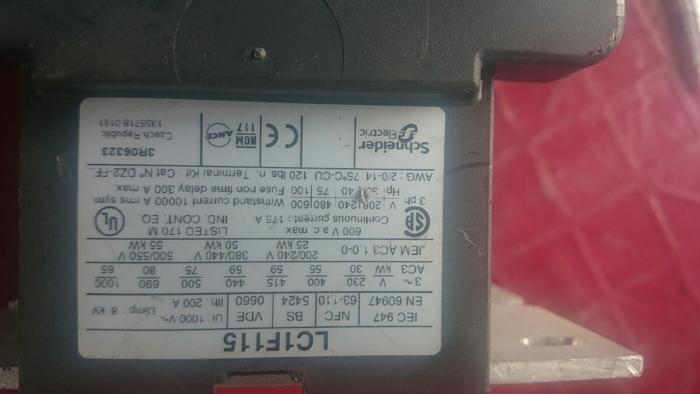 LC1F115
IEC 947 NFC BS VDE Ui : 1000 V~
EN 60947 63-110 5424 0660 Ith : 200 A Uimp : 8 kV
3~ V 230 400 415 440 500 690 1000
AC3 kW 30 55 59 59 75 80 65
JEM AC3 1.0-0 200/240 V 380/440 V 500/550 V
25 kW 50 kW 55 kW
600 V a.c max. LISTED 170 M
Continuous current : 175 A IND. CONT. EQ.
3 ph V 208 240 480 600 Withstand current 10000 A rms sym
Hp 30 40 75 100 Fuse non time delay 300 A max.
AWG : 2/0-14 75°C-CU 120 lbs. n. Terminal Kit : Cat N° DZ2-FF
Schneider
Electric
CE
NOM
117
ANCE
3R06323
Czech Republic
1355718 0151